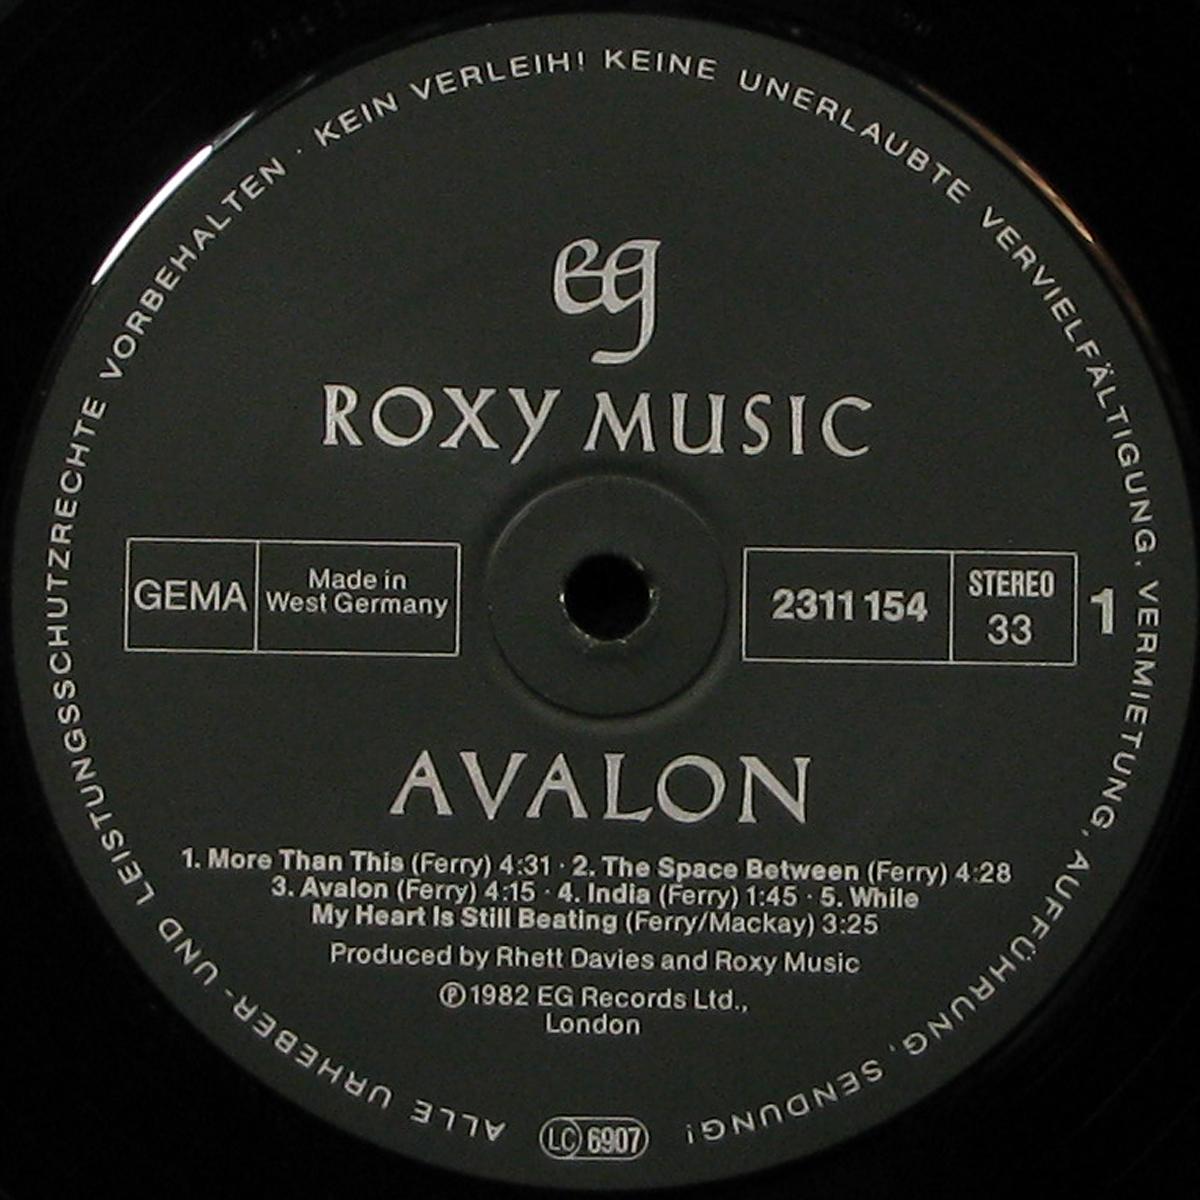 ALLE URHEBER- UND LEISTUNGSSCHUTZRECHTE VORBEHALTEN · KEIN VERLEIH! KEINE UNERLAUBTE VERVIELFÄLTIGUNG, VERMIETUNG, AUFFÜHRUNG, SENDUNG!
eg
ROXY MUSIC
GEMA
Made in
West Germany
2311 154
STEREO
33
1
AVALON
1. More Than This (Ferry) 4:31 · 2. The Space Between (Ferry) 4:28
3. Avalon (Ferry) 4:15 · 4. India (Ferry) 1:45 · 5. While
My Heart Is Still Beating (Ferry/Mackay) 3:25
Produced by Rhett Davies and Roxy Music
℗ 1982 EG Records Ltd.,
London
LC 6907